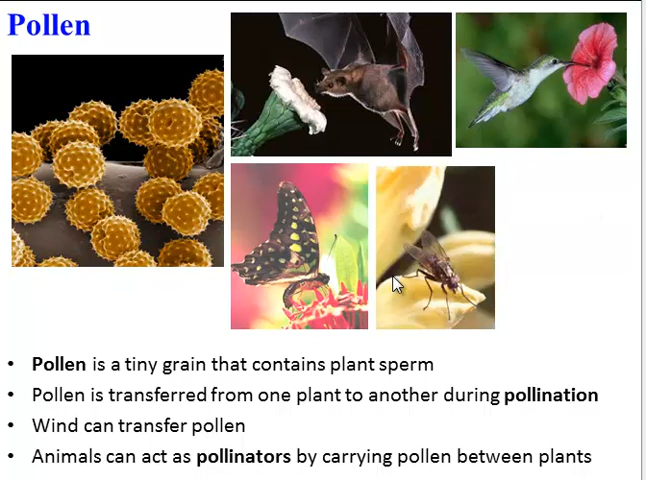 Pollen
• Pollen is a tiny grain that contains plant sperm
• Pollen is transferred from one plant to another during pollination
• Wind can transfer pollen
• Animals can act as pollinators by carrying pollen between plants